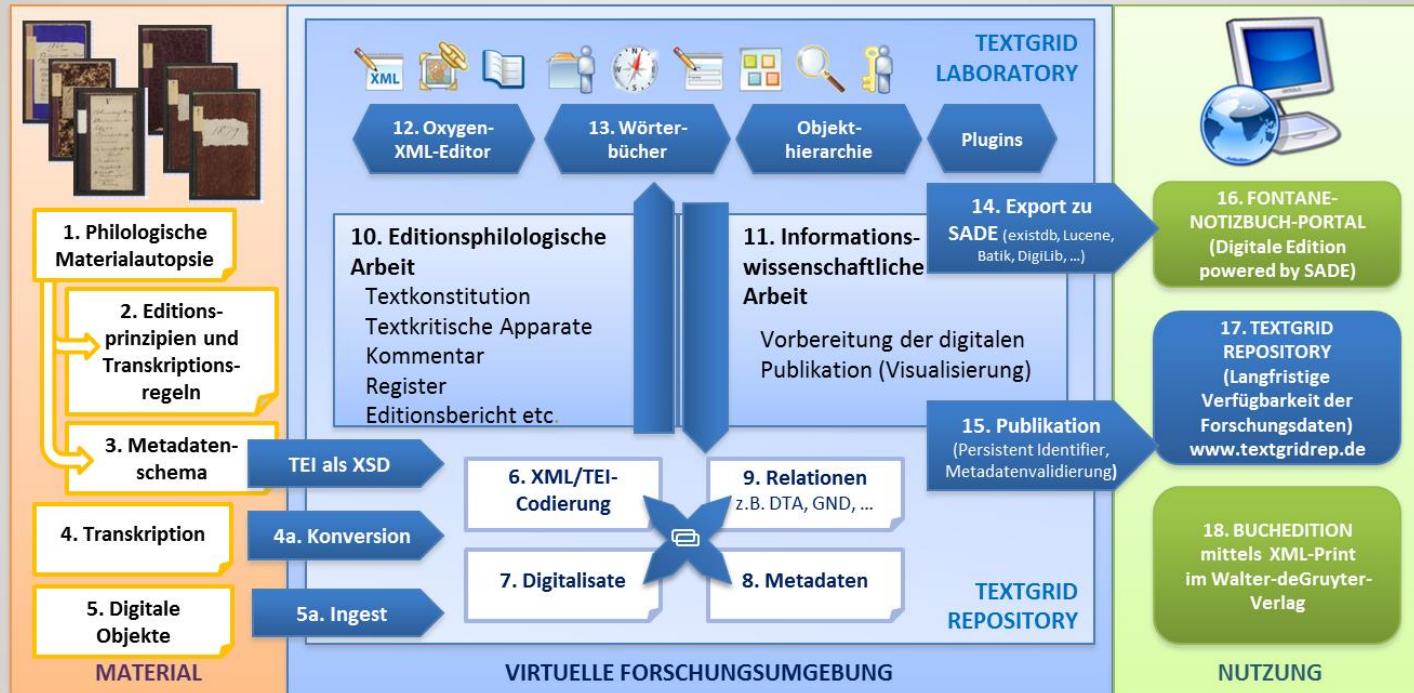 TEXTGRID
LABORATORY
XML
1879
12. Oxygen-
XML-Editor
13. Wörter-
bücher
Objekt-
hierarchie
Plugins
1. Philologische
Materialautopsie
2. Editions-
prinzipien und
Transkriptions-
regeln
3. Metadaten-
schema
4. Transkription
5. Digitale
Objekte
MATERIAL
TEI als XSD
4a. Konversion
5a. Ingest
10. Editionsphilologische
Arbeit
Textkonstitution
Textkritische Apparate
Kommentar
Register
Editionsbericht etc.
11. Informations-
wissenschaftliche
Arbeit
Vorbereitung der digitalen
Publikation (Visualisierung)
6. XML/TEI-
Codierung
9. Relationen
z.B. DTA, GND, ...
7. Digitalisate
8. Metadaten
TEXTGRID
REPOSITORY
VIRTUELLE FORSCHUNGSUMGEBUNG
14. Export zu
SADE (existdb, Lucene,
Batik, DigiLib, ...)
15. Publikation
(Persistent Identifier,
Metadatenvalidierung)
16. FONTANE-
NOTIZBUCH-PORTAL
(Digitale Edition
powered by SADE)
17. TEXTGRID
REPOSITORY
(Langfristige
Verfügbarkeit der
Forschungsdaten)
www.textgridrep.de
18. BUCHEDITION
mittels XML-Print
im Walter-deGruyter-
Verlag
NUTZUNG